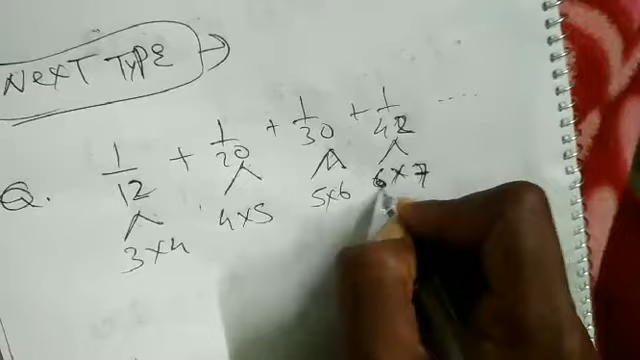 NEXT TYPE →
Q. 1/12 + 1/20 + 1/30 + 1/42 .....
3×4 4×5 5×6 6×7